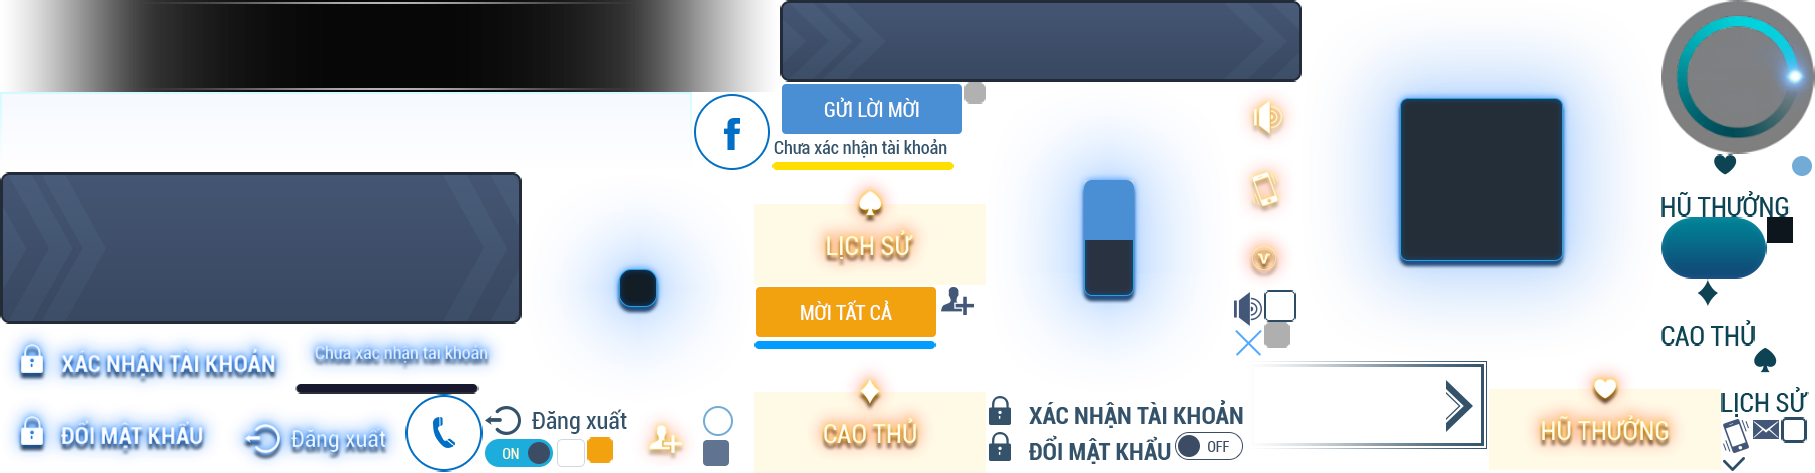 GỬI LỜI MỜI
Chưa xác nhận tài khoản
HŨ THƯỞNG
LỊCH SỬ
MỜI TẤT CẢ
CAO THỦ
XÁC NHẬN TÀI KHOẢN
Chưa xác nhận tài khoản
ĐỔI MẬT KHẨU
Đăng xuất
Đăng xuất
ON
CAO THỦ
XÁC NHẬN TÀI KHOẢN
ĐỔI MẬT KHẨU
OFF
HŨ THƯỞNG
LỊCH SỬ